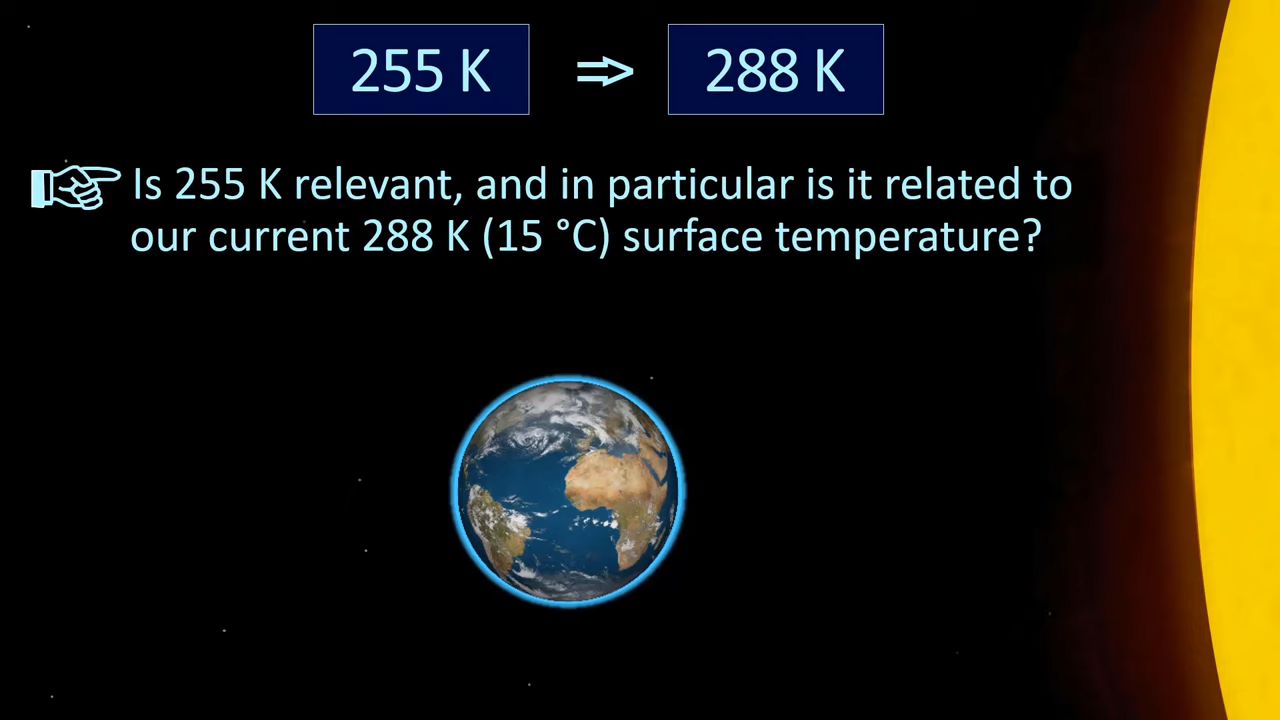 255 K ⇒ 288 K
☞ Is 255 K relevant, and in particular is it related to
our current 288 K (15 °C) surface temperature?